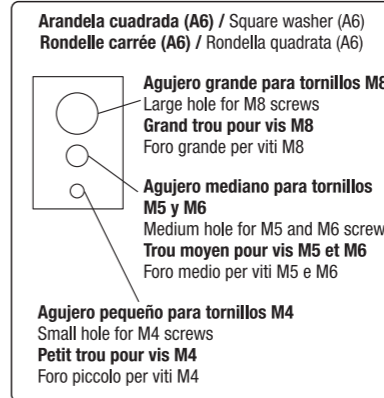 Arandela cuadrada (A6) / Square washer (A6)
Rondelle carrée (A6) / Rondella quadrata (A6)
Agujero grande para tornillos M8
Large hole for M8 screws
Grand trou pour vis M8
Foro grande per viti M8
Agujero mediano para tornillos
M5 y M6
Medium hole for M5 and M6 screw
Trou moyen pour vis M5 et M6
Foro medio per viti M5 e M6
Agujero pequeño para tornillos M4
Small hole for M4 screws
Petit trou pour vis M4
Foro piccolo per viti M4